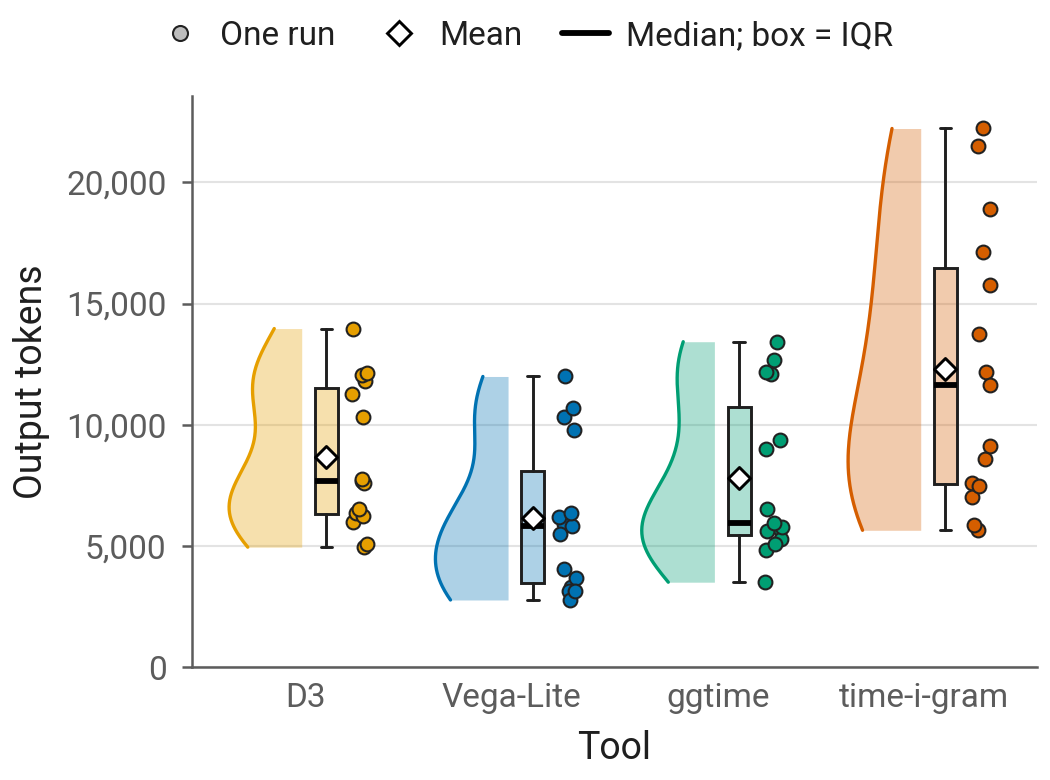 One run Mean Median; box = IQR
Output tokens
20,000
15,000
10,000
5,000
0
D3 Vega-Lite ggtime time-i-gram
Tool